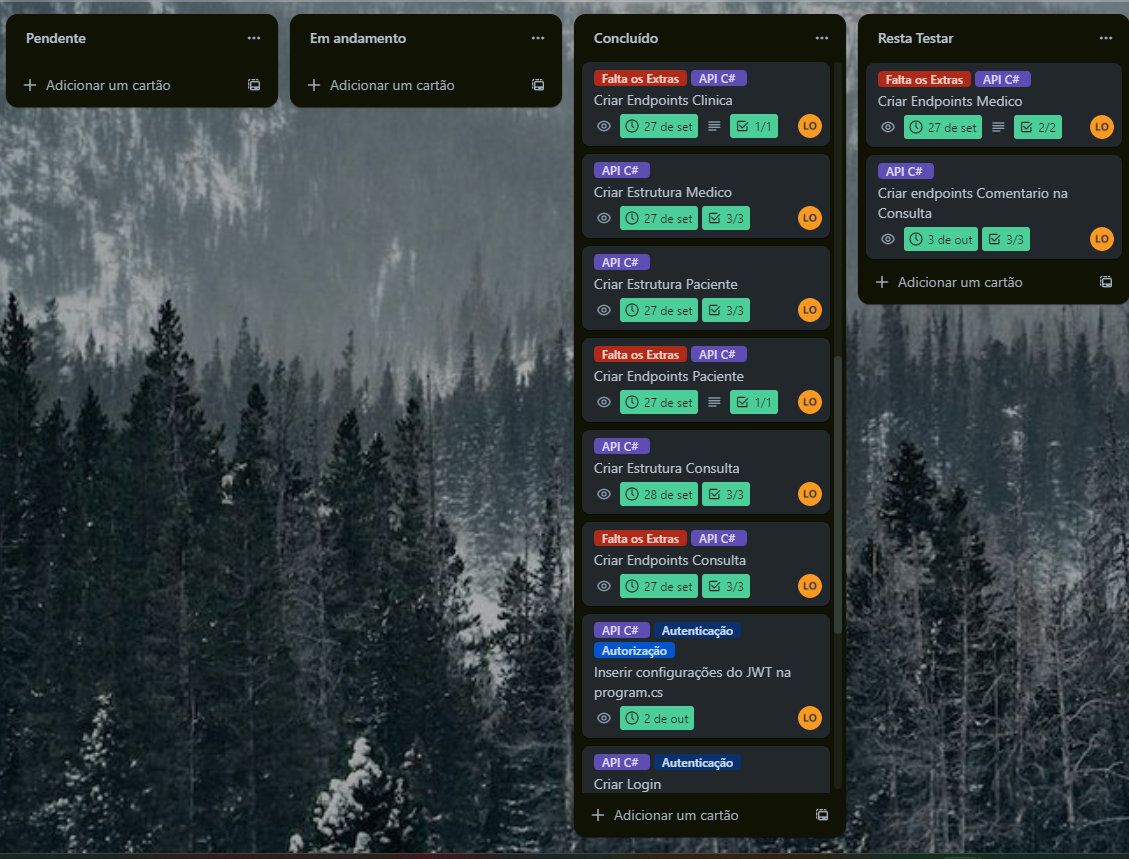 Pendente
Adicionar um cartão
Em andamento
Adicionar um cartão
Concluído
Falta os Extras API C#
Criar Endpoints Clinica
27 de set 1/1 LO
API C#
Criar Estrutura Medico
27 de set 3/3 LO
API C#
Criar Estrutura Paciente
27 de set 3/3 LO
Falta os Extras API C#
Criar Endpoints Paciente
27 de set 1/1 LO
API C#
Criar Estrutura Consulta
28 de set 3/3 LO
Falta os Extras API C#
Criar Endpoints Consulta
27 de set 3/3 LO
API C# Autenticação
Autorização
Inserir configurações do JWT na
program.cs
2 de out LO
API C# Autenticação
Criar Login
Adicionar um cartão
Resta Testar
Falta os Extras API C#
Criar Endpoints Medico
27 de set 2/2 LO
API C#
Criar endpoints Comentario na
Consulta
3 de out 3/3 LO
Adicionar um cartão